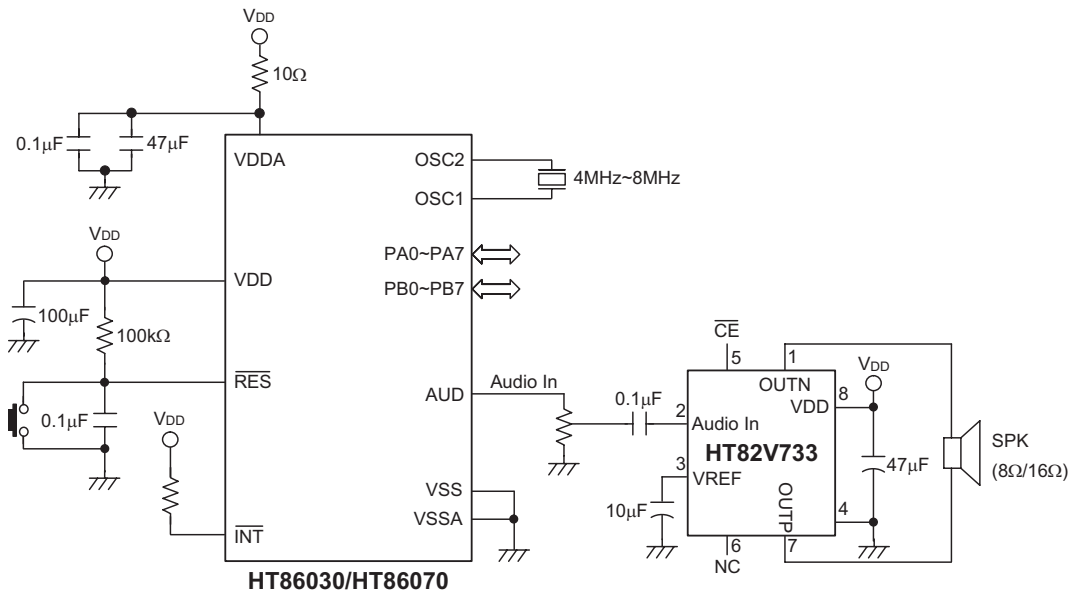 VDD
10Ω
0.1μF
47μF
VDDA
OSC2
OSC1
4MHz~8MHz
VDD
VDD
100μF
100kΩ
PA0~PA7
PB0~PB7
RES
0.1μF
VDD
INT
AUD
Audio In
VSS
VSSA
HT86030/HT86070
0.1μF
CE
5
1
OUTN
VDD
8
VDD
2
Audio In
HT82V733
3
VREF
10μF
OUTP
4
47μF
6
NC
7
SPK
(8Ω/16Ω)